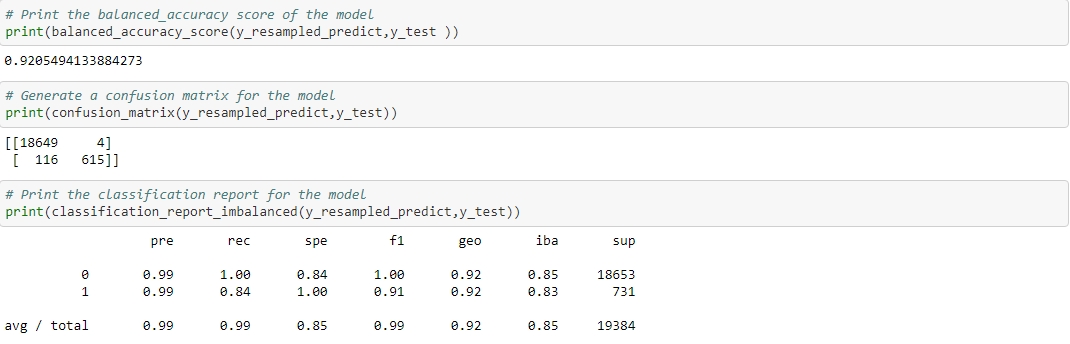 # Print the balanced_accuracy score of the model
print(balanced_accuracy_score(y_resampled_predict,y_test ))
0.9205494133884273
# Generate a confusion matrix for the model
print(confusion_matrix(y_resampled_predict,y_test))
[[18649     4]
 [  116   615]]
# Print the classification report for the model
print(classification_report_imbalanced(y_resampled_predict,y_test))
pre rec spe f1 geo iba sup
0 0.99 1.00 0.84 1.00 0.92 0.85 18653
1 0.99 0.84 1.00 0.91 0.92 0.83 731
avg / total 0.99 0.99 0.85 0.99 0.92 0.85 19384